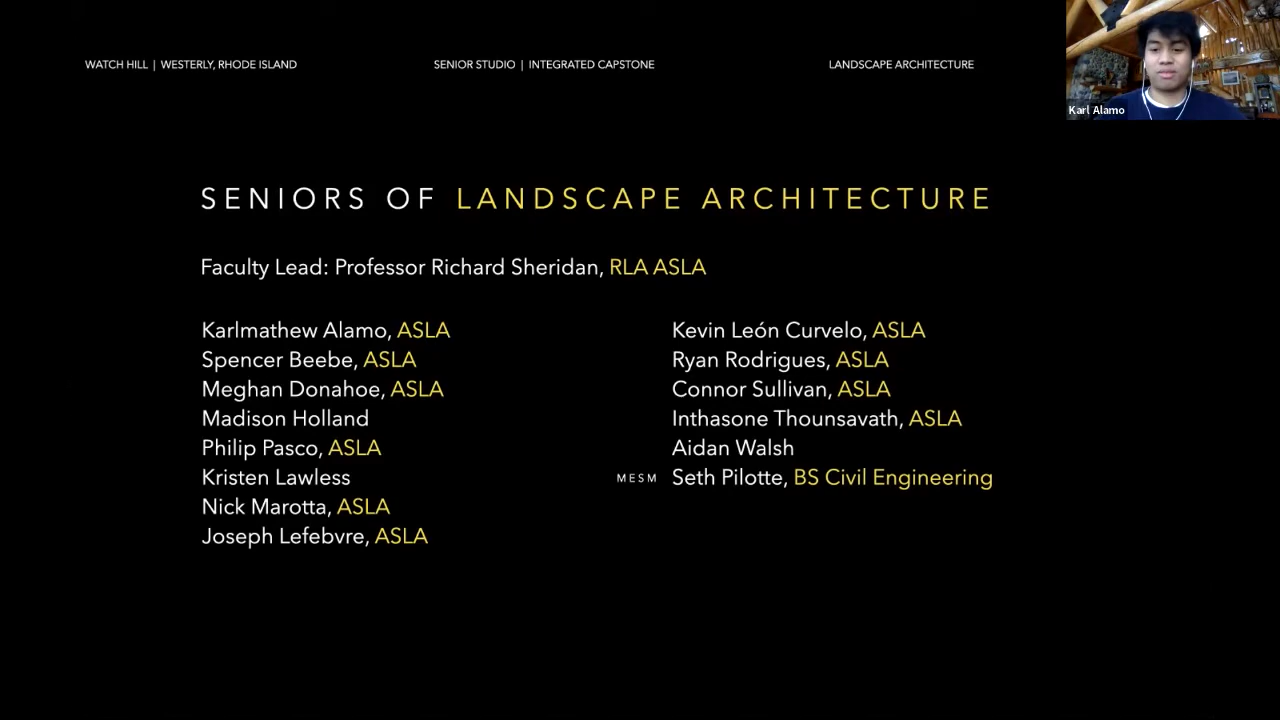 WATCH HILL | WESTERLY, RHODE ISLAND
SENIOR STUDIO | INTEGRATED CAPSTONE
LANDSCAPE ARCHITECTURE
Karl Alamo
SENIORS OF LANDSCAPE ARCHITECTURE
Faculty Lead: Professor Richard Sheridan, RLA ASLA
Karlmathew Alamo, ASLA
Spencer Beebe, ASLA
Meghan Donahoe, ASLA
Madison Holland
Philip Pasco, ASLA
Kristen Lawless
Nick Marotta, ASLA
Joseph Lefebvre, ASLA
Kevin León Curvelo, ASLA
Ryan Rodrigues, ASLA
Connor Sullivan, ASLA
Inthasone Thounsavath, ASLA
Aidan Walsh
MESM Seth Pilotte, BS Civil Engineering